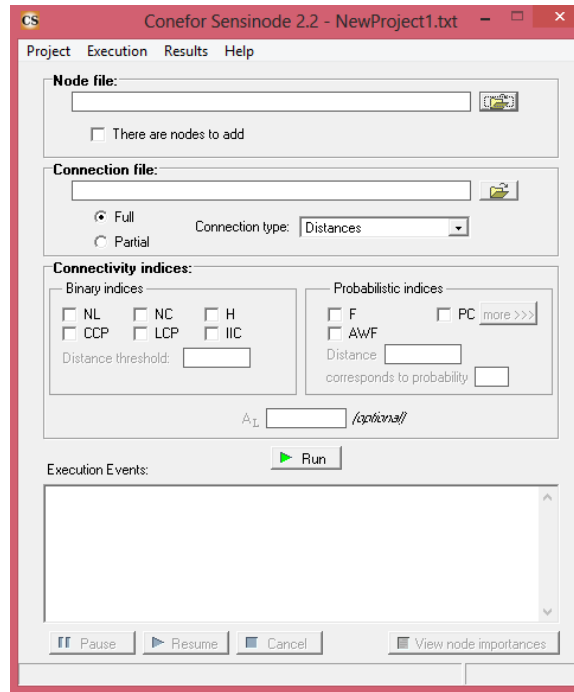 CS Conefor Sensinode 2.2 - NewProject1.txt
Project Execution Results Help
Node file:
There are nodes to add
Connection file:
Full
Connection type: Distances
Partial
Connectivity indices:
Binary indices
NL NC H
CCP LCP IIC
Distance threshold:
Probabilistic indices
F PC more >>>
AWF
Distance
corresponds to probability
AL (optional)
Run
Execution Events:
Pause Resume Cancel View node importances